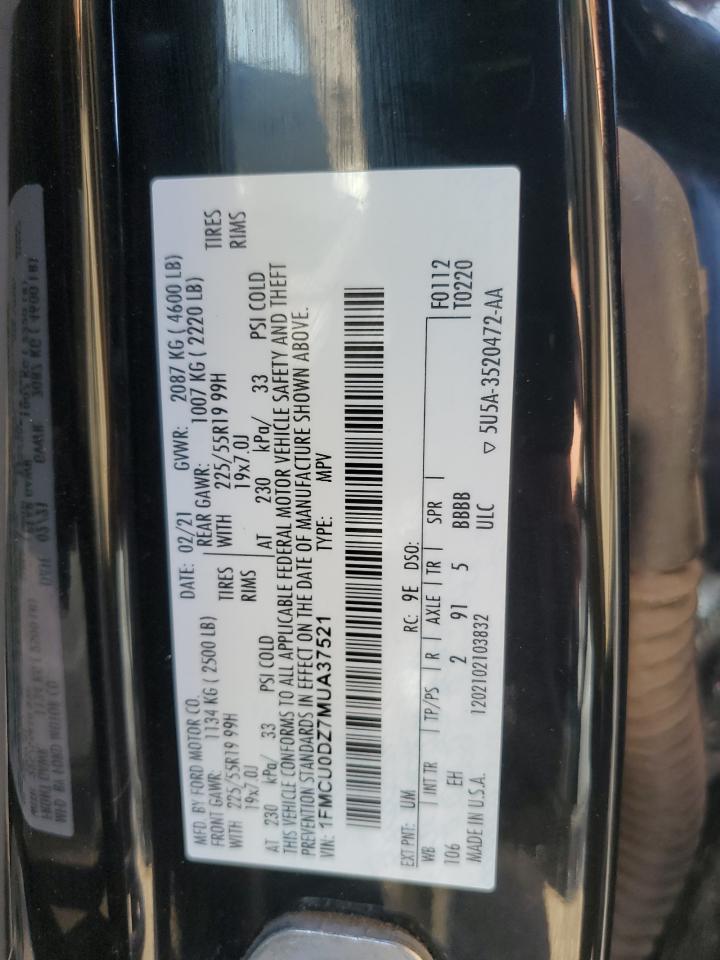 MFD. BY FORD MOTOR CO.
DATE: 02/21 GVWR: 2087 KG ( 4600 LB)
FRONT GAWR: 1134 KG ( 2500 LB)
REAR GAWR: 1007 KG ( 2220 LB)
WITH 225/55R19 99H TIRES
WITH 225/55R19 99H TIRES
19x7.0J RIMS
19x7.0J RIMS
AT 230 kPa/ 33 PSI COLD
AT 230 kPa/ 33 PSI COLD
THIS VEHICLE CONFORMS TO ALL APPLICABLE FEDERAL MOTOR VEHICLE SAFETY AND THEFT
PREVENTION STANDARDS IN EFFECT ON THE DATE OF MANUFACTURE SHOWN ABOVE.
VIN: 1FMCU0DZ7MUA37521 TYPE: MPV
EXT PNT: UM RC: 9E DSO:
WB INT TR TP/PS R AXLE TR SPR F0112
106 EH 2 91 5 BBBB T0220
MADE IN U.S.A. 1202102103832 ULC
▽ 5U5A-3520472-AA